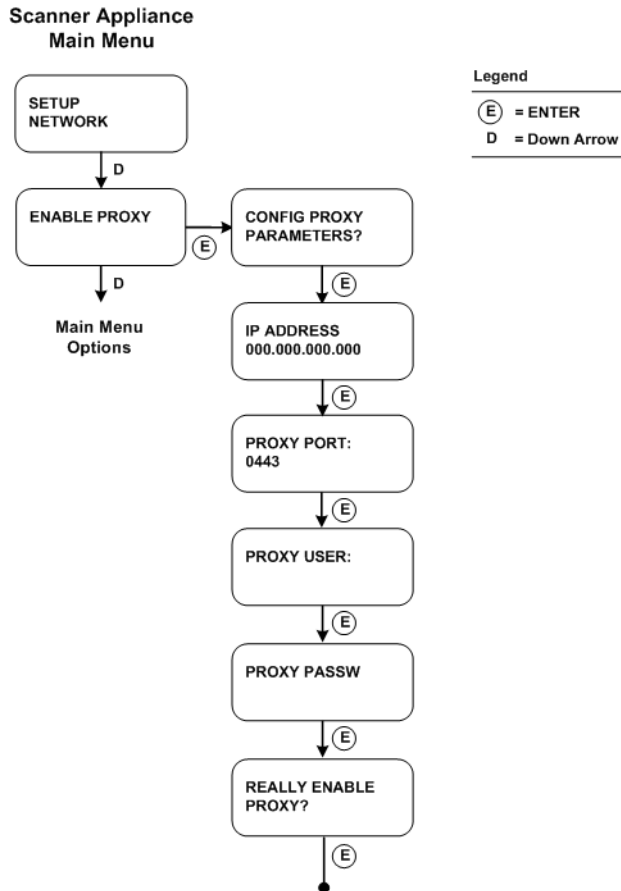 Scanner Appliance
Main Menu
SETUP
NETWORK
D
ENABLE PROXY
E
D
Main Menu
Options
CONFIG PROXY
PARAMETERS?
E
IP ADDRESS
000.000.000.000
E
PROXY PORT:
0443
E
PROXY USER:
E
PROXY PASSW
E
REALLY ENABLE
PROXY?
E
Legend
E = ENTER
D = Down Arrow